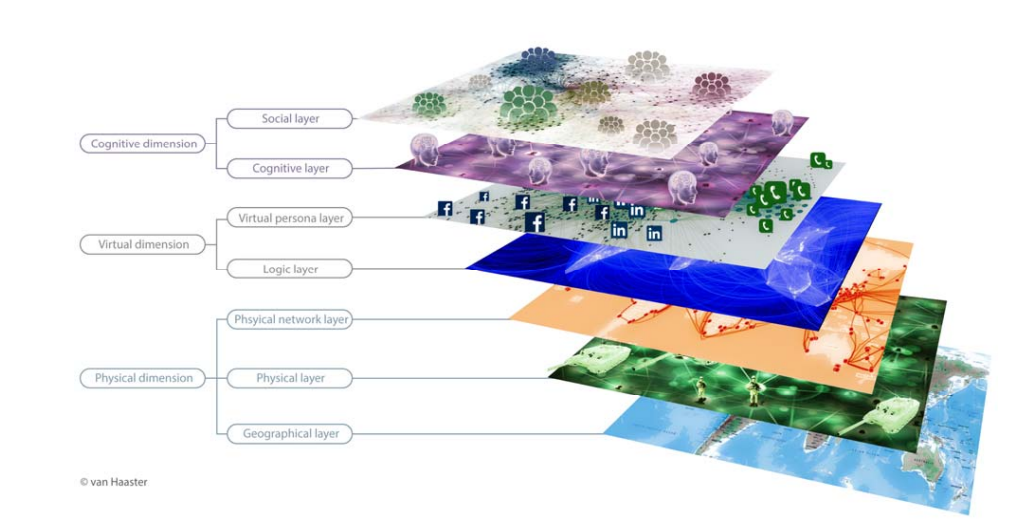 Social layer
Cognitive dimension
Cognitive layer
Virtual persona layer
Virtual dimension
Logic layer
Phsyical network layer
Physical dimension
Physical layer
Geographical layer
© van Haaster